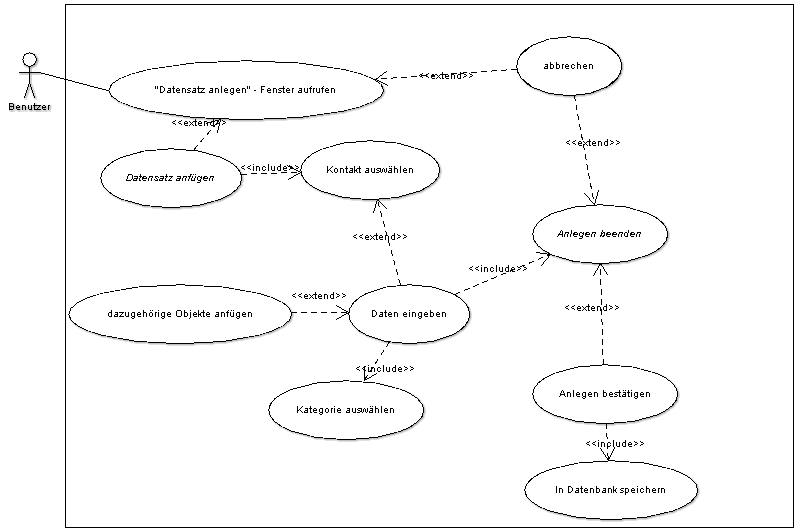 abbrechen
<<extend>>
"Datensatz anlegen" - Fenster aufrufen
Benutzer
<<extend>>
<<extend>>
<<include>>
Kontakt auswählen
Datensatz anfügen
<<extend>>
Anlegen beenden
<<include>>
<<extend>>
<<extend>>
dazugehörige Objekte anfügen
Daten eingeben
<<include>>
Anlegen bestätigen
Kategorie auswählen
<<include>>
In Datenbank speichern